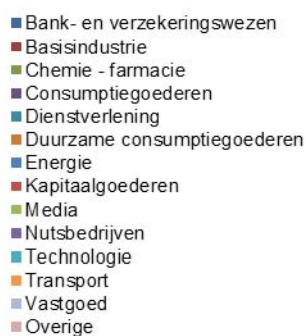 Bank- en verzekeringswezen
Basisindustrie
Chemie - farmacie
Consumptiegoederen
Dienstverlening
Duurzame consumptiegoederen
Energie
Kapitaalgoederen
Media
Nutsbedrijven
Technologie
Transport
Vastgoed
Overige